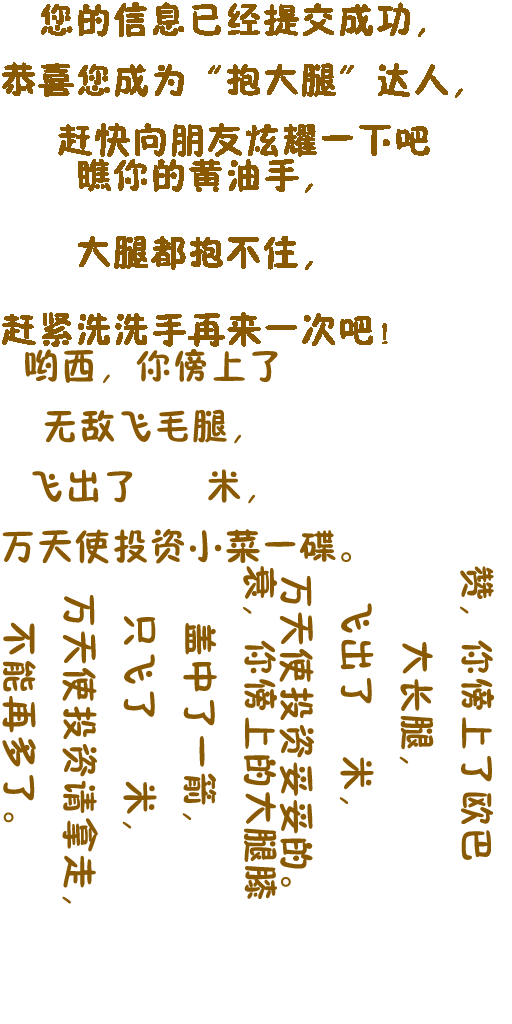 您的信息已经提交成功，
恭喜您成为“抱大腿”达人，
赶快向朋友炫耀一下吧
瞧你的黄油手，
大腿都抱不住，
赶紧洗洗手再来一次吧！
哟西，你傍上了
无敌飞毛腿，
飞出了 米，
万天使投资小菜一碟。
赞，你傍上了欧巴
大长腿，
飞出了 米，
万天使投资妥妥的。
衰，你傍上的大腿膝
盖中了一箭，
只飞了 米，
万天使投资请拿走，
不能再多了。